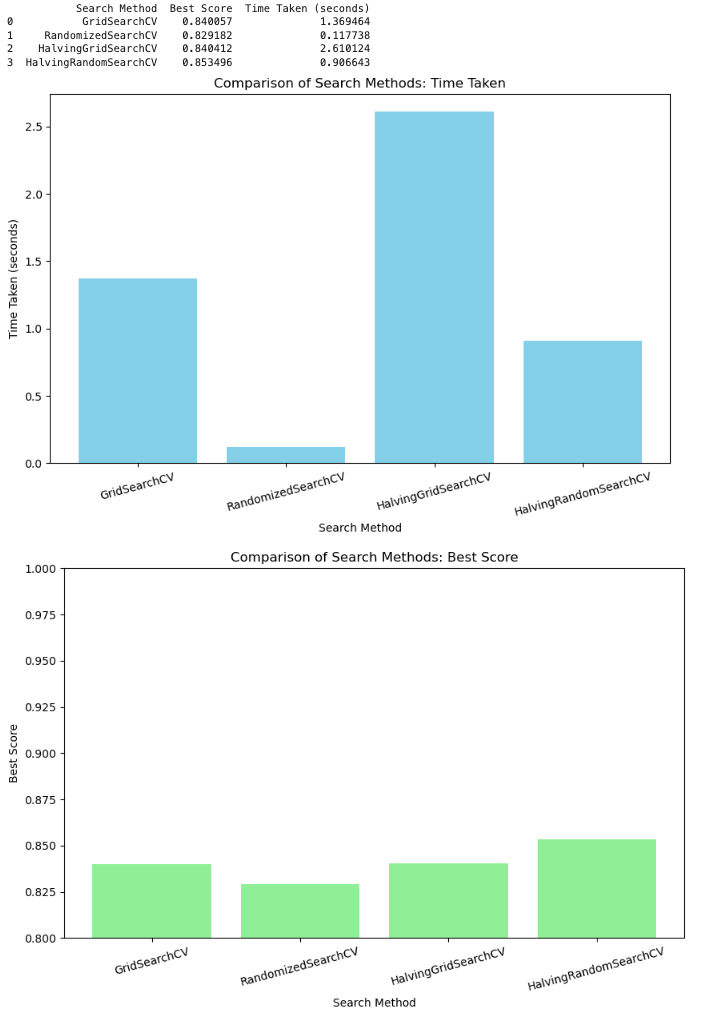 Search Method  Best Score  Time Taken (seconds)
0  GridSearchCV  0.840057  1.369464
1  RandomizedSearchCV  0.829182  0.117738
2  HalvingGridSearchCV  0.840412  2.610124
3  HalvingRandomSearchCV  0.853496  0.906643
Comparison of Search Methods: Time Taken
Time Taken (seconds)
2.5
2.0
1.5
1.0
0.5
0.0
GridSearchCV RandomizedSearchCV HalvingGridSearchCV HalvingRandomSearchCV
Search Method
Comparison of Search Methods: Best Score
Best Score
1.000
0.975
0.950
0.925
0.900
0.875
0.850
0.825
0.800
GridSearchCV RandomizedSearchCV HalvingGridSearchCV HalvingRandomSearchCV
Search Method